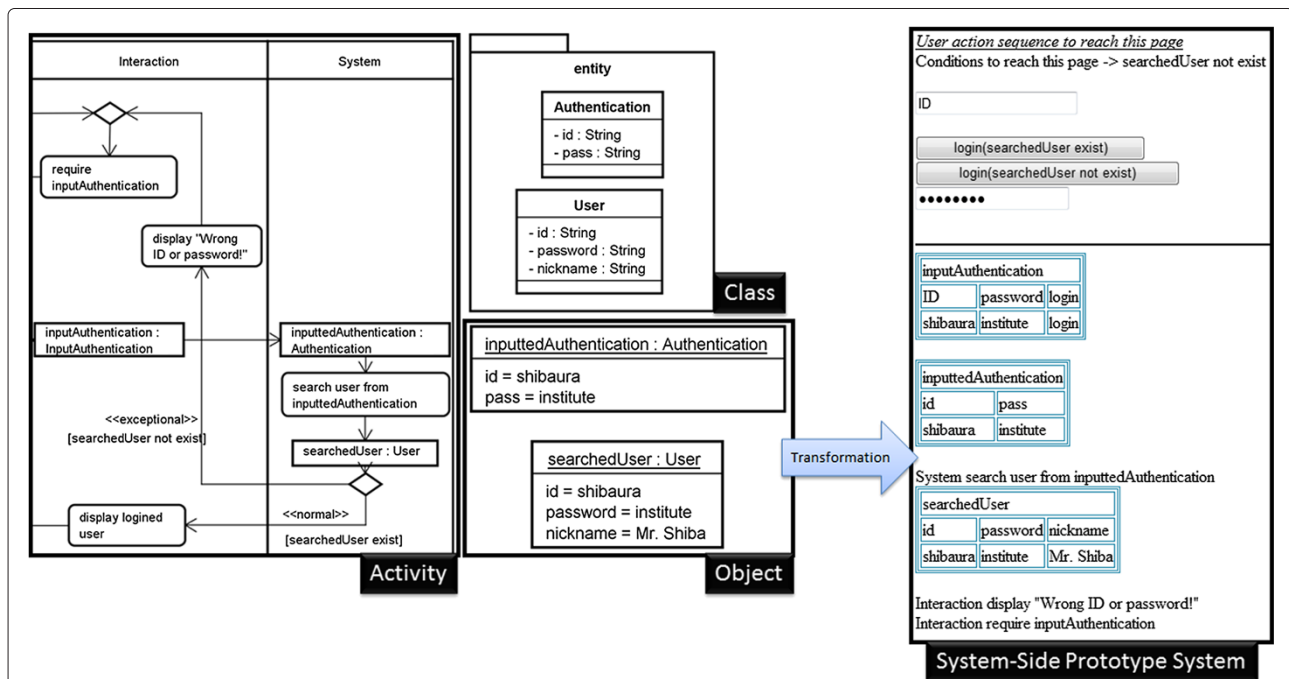 Interaction
System
require
inputAuthentication
display "Wrong
ID or password!"
inputAuthentication :
InputAuthentication
inputtedAuthentication :
Authentication
search user from
inputtedAuthentication
<<exceptional>>
[searchedUser not exist]
searchedUser : User
display logined
user
<<normal>>
[searchedUser exist]
Activity
entity
Authentication
- id : String
- pass : String
User
- id : String
- password : String
- nickname : String
Class
inputtedAuthentication : Authentication
id = shibaura
pass = institute
searchedUser : User
id = shibaura
password = institute
nickname = Mr. Shiba
Object
Transformation
User action sequence to reach this page
Conditions to reach this page -> searchedUser not exist
ID
login(searchedUser exist)
login(searchedUser not exist)
●●●●●●●●
inputAuthentication
ID password login
shibaura institute login
inputtedAuthentication
id pass
shibaura institute
System search user from inputtedAuthentication
searchedUser
id password nickname
shibaura institute Mr. Shiba
Interaction display "Wrong ID or password!"
Interaction require inputAuthentication
System-Side Prototype System